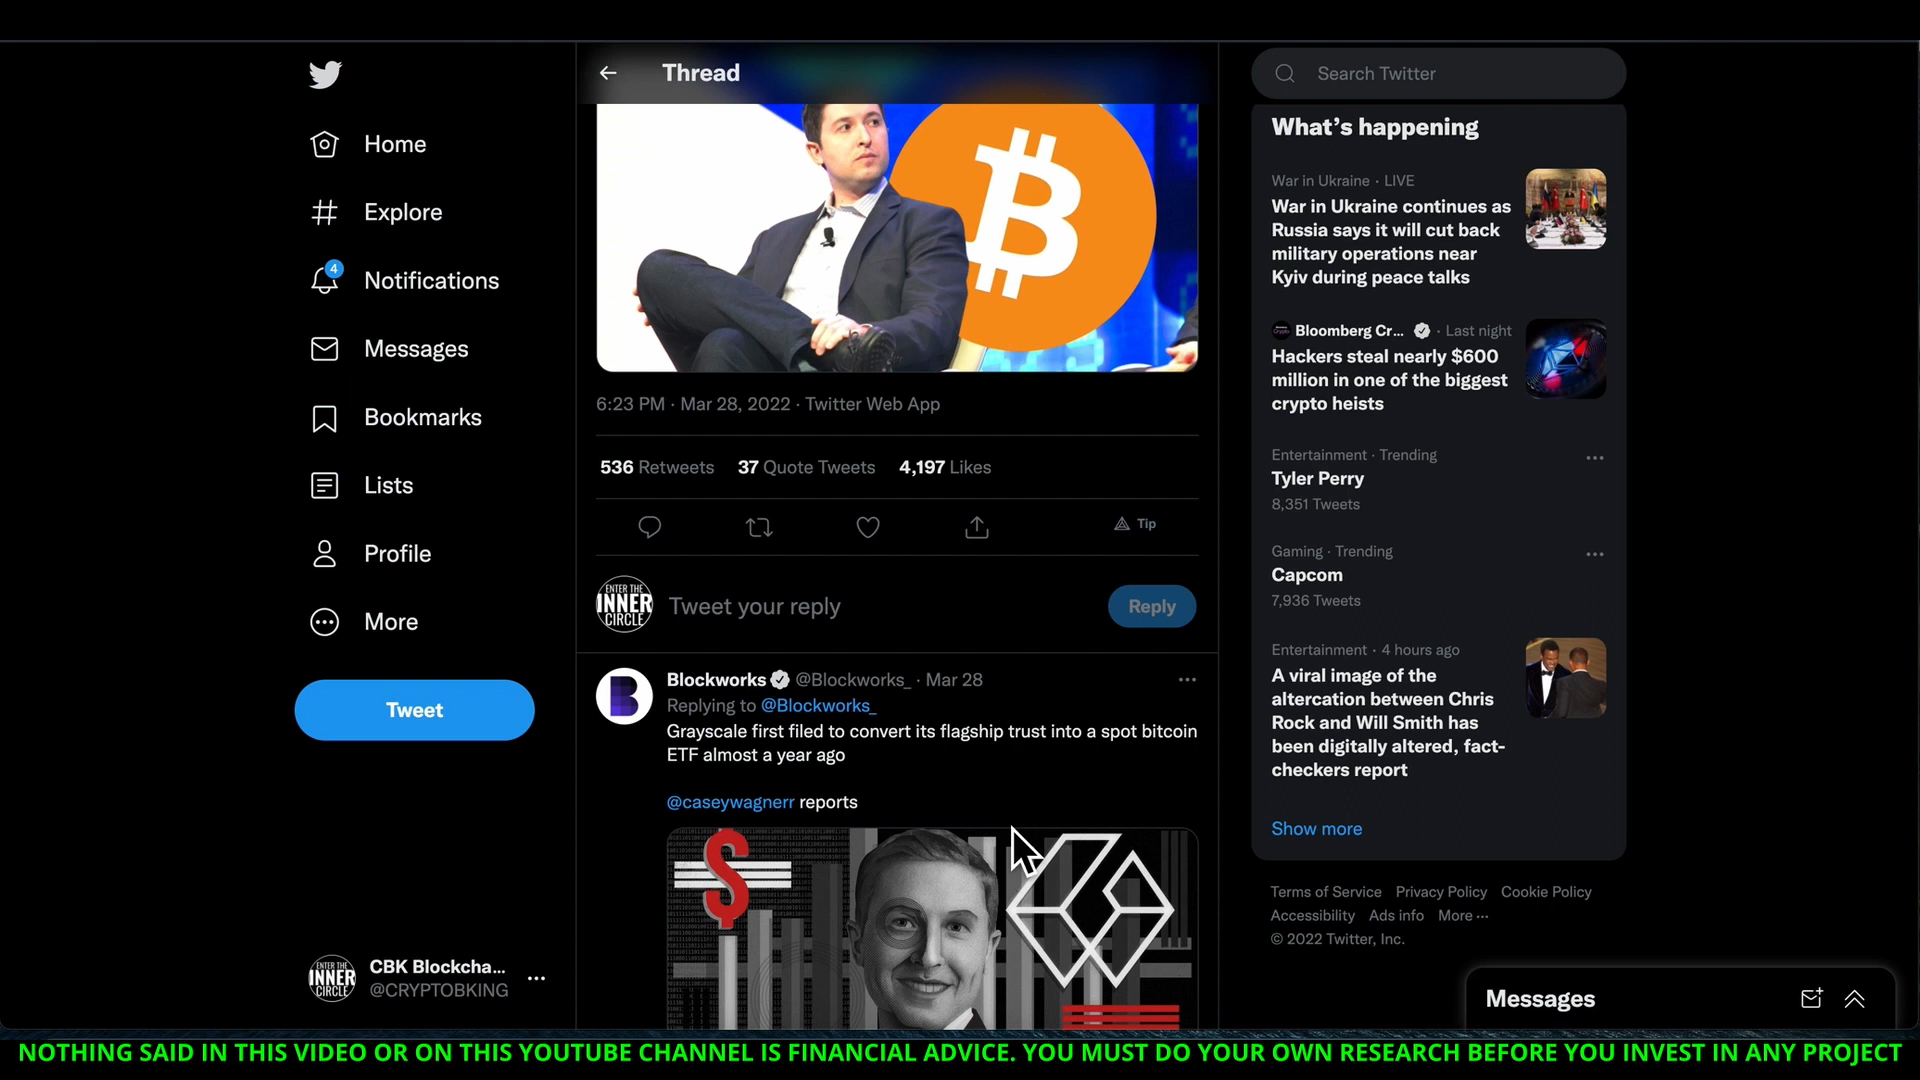 Home
Explore
4
Notifications
Messages
Bookmarks
Lists
Profile
More
Tweet
ENTER THE
INNER
CIRCLE
CBK Blockcha...
@CRYPTOBKING
Thread
6:23 PM · Mar 28, 2022 · Twitter Web App
536 Retweets 37 Quote Tweets 4,197 Likes
Tip
ENTER THE
INNER
CIRCLE
Tweet your reply
Reply
Blockworks @Blockworks_ · Mar 28
Replying to @Blockworks_
Grayscale first filed to convert its flagship trust into a spot bitcoin
ETF almost a year ago
@caseywagnerr reports
Search Twitter
What's happening
War in Ukraine · LIVE
War in Ukraine continues as
Russia says it will cut back
military operations near
Kyiv during peace talks
Bloomberg Cr... · Last night
Hackers steal nearly $600
million in one of the biggest
crypto heists
Entertainment · Trending
Tyler Perry
8,351 Tweets
Gaming · Trending
Capcom
7,936 Tweets
Entertainment · 4 hours ago
A viral image of the
altercation between Chris
Rock and Will Smith has
been digitally altered, fact-
checkers report
Show more
Terms of Service Privacy Policy Cookie Policy
Accessibility Ads info More ...
© 2022 Twitter, Inc.
Messages
NOTHING SAID IN THIS VIDEO OR ON THIS YOUTUBE CHANNEL IS FINANCIAL ADVICE. YOU MUST DO YOUR OWN RESEARCH BEFORE YOU INVEST IN ANY PROJECT